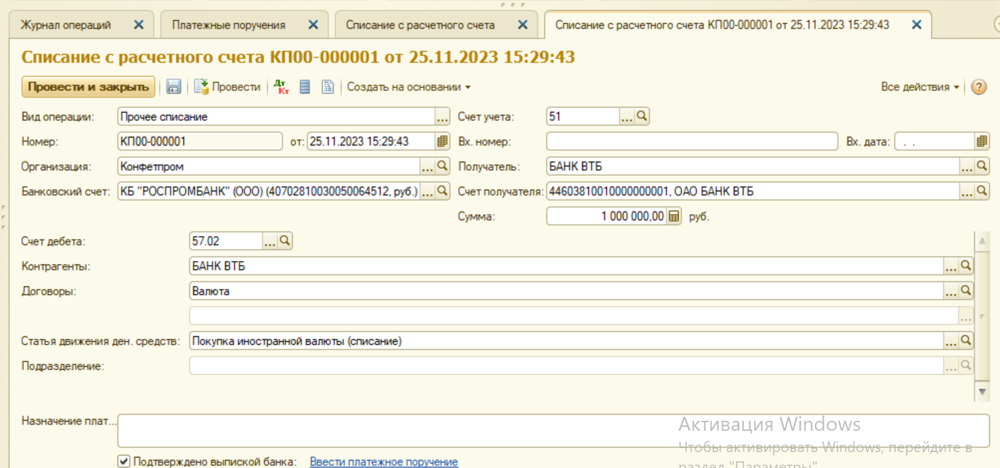 Журнал операций
Платежные поручения
Списание с расчетного счета
Списание с расчетного счета КП00-000001 от 25.11.2023 15:29:43
Списание с расчетного счета КП00-000001 от 25.11.2023 15:29:43
Провести и закрыть Провести Дт Кт Создать на основании Все действия ?
Вид операции: Прочее списание ... Счет учета: 51 ...
Номер: КП00-000001 от: 25.11.2023 15:29:43 Вх. номер: Вх. дата: . .
Организация: Конфетпром ... Получатель: БАНК ВТБ ...
Банковский счет: КБ "РОСПРОМБАНК" (ООО) (40702810030050064512, руб.) ... Счет получателя: 44603810010000000001, ОАО БАНК ВТБ ...
Сумма: 1 000 000,00 руб.
Счет дебета: 57.02 ...
Контрагенты: БАНК ВТБ ...
Договоры: Валюта ...
...
Статья движения ден. средств: Покупка иностранной валюты (списание) ...
Подразделение: ...
Назначение плат...
Активация Windows
Чтобы активировать Windows, перейдите в
раздел "Параметры".
Подтверждено выпиской банка: Ввести платежное поручение